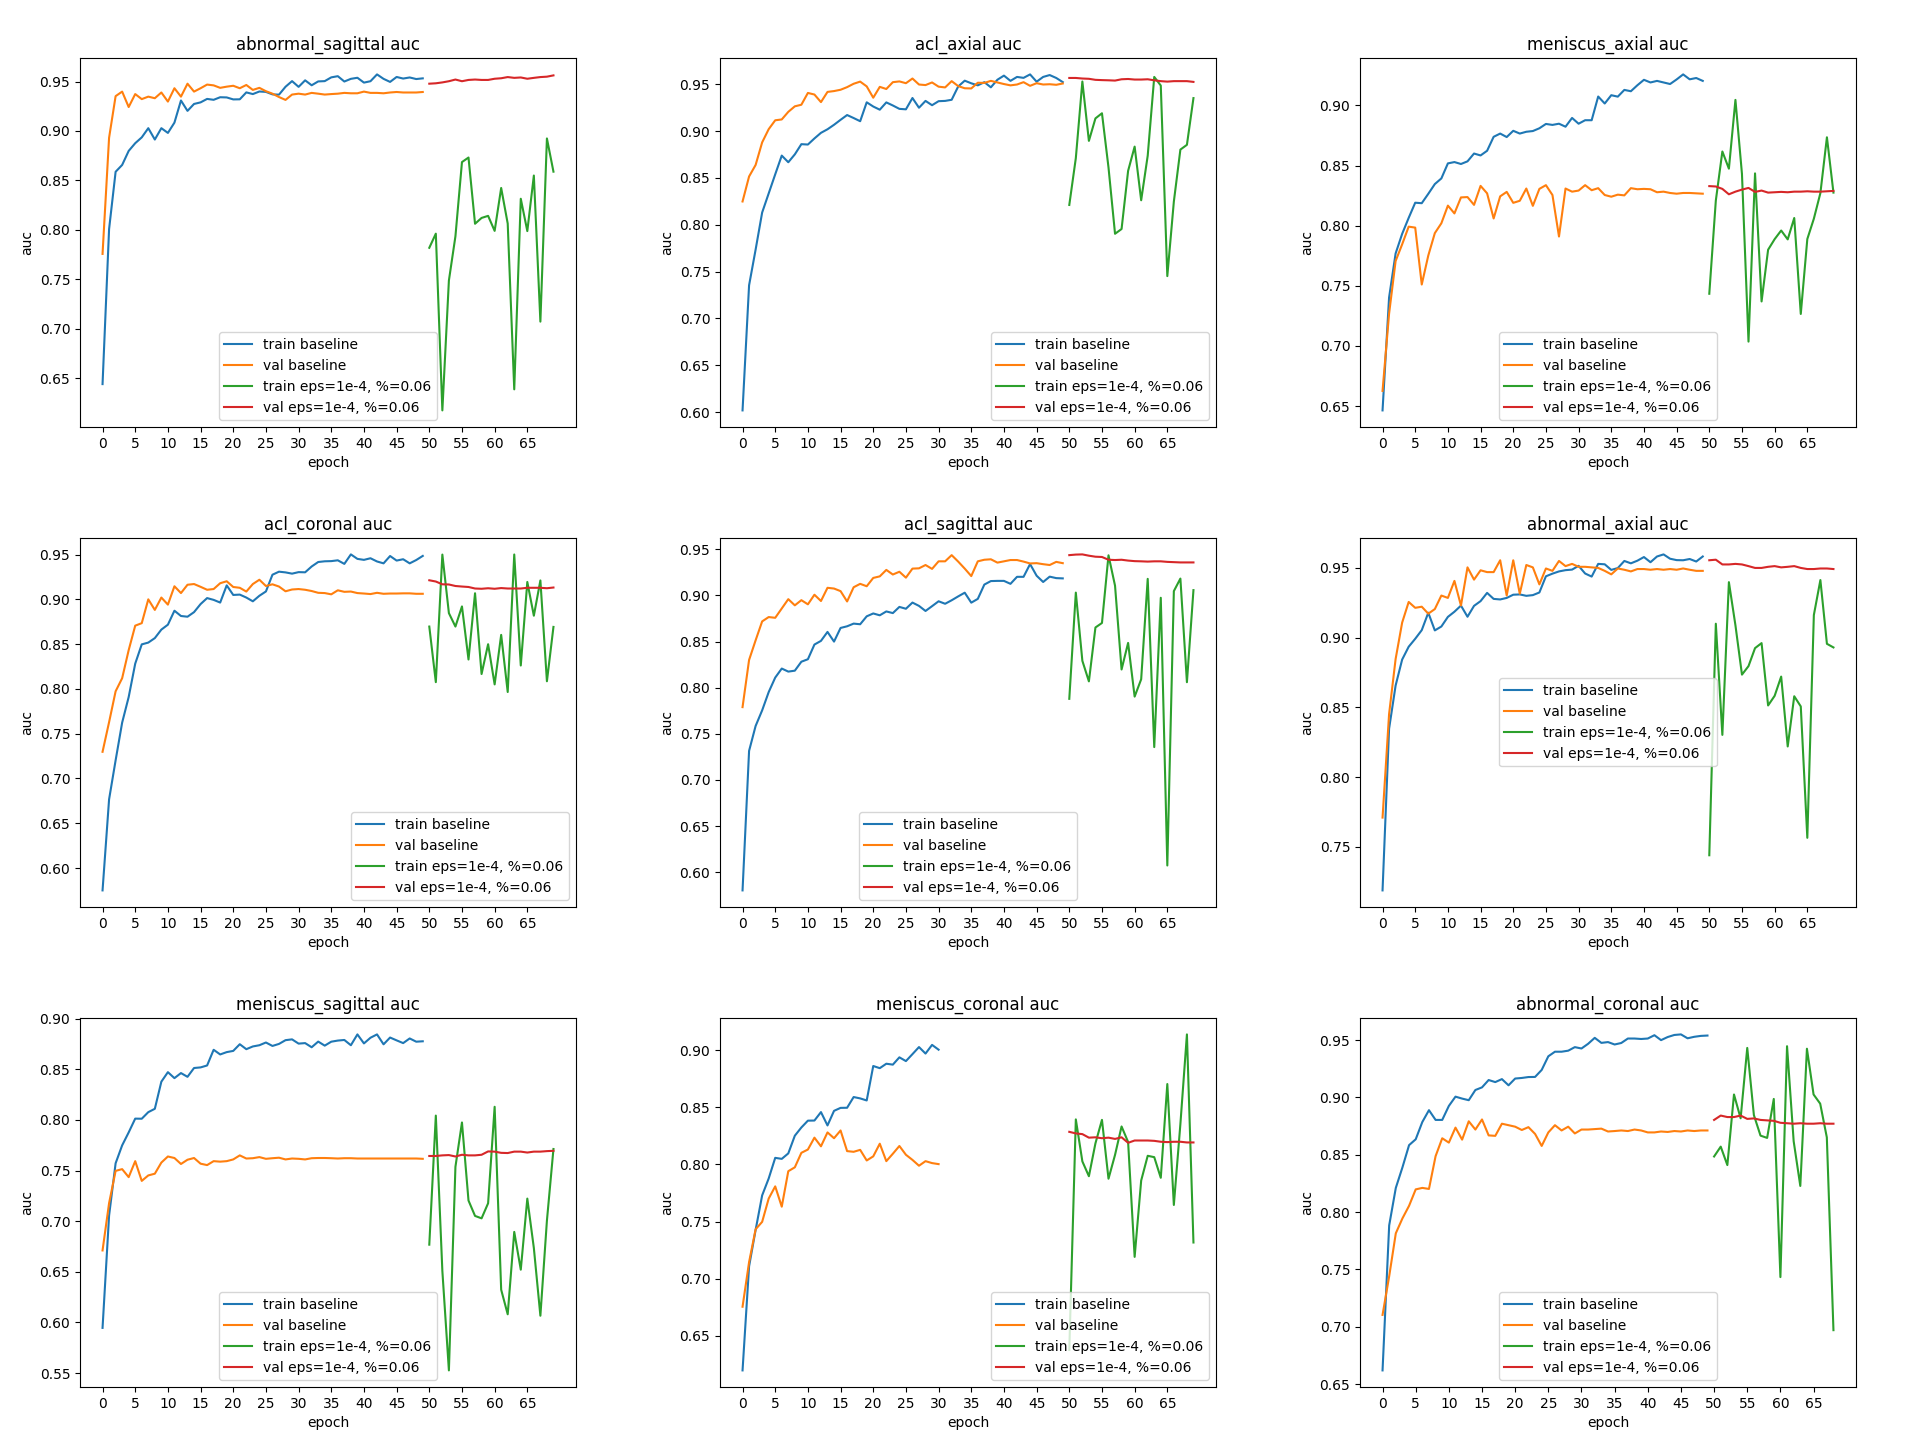 abnormal_sagittal auc
auc
0.95
0.90
0.85
0.80
0.75
0.70
0.65
train baseline
val baseline
train eps=1e-4, %=0.06
val eps=1e-4, %=0.06
0 5 10 15 20 25 30 35 40 45 50 55 60 65
epoch
acl_axial auc
auc
0.95
0.90
0.85
0.80
0.75
0.70
0.65
0.60
train baseline
val baseline
train eps=1e-4, %=0.06
val eps=1e-4, %=0.06
0 5 10 15 20 25 30 35 40 45 50 55 60 65
epoch
meniscus_axial auc
auc
0.90
0.85
0.80
0.75
0.70
0.65
train baseline
val baseline
train eps=1e-4, %=0.06
val eps=1e-4, %=0.06
0 5 10 15 20 25 30 35 40 45 50 55 60 65
epoch
acl_coronal auc
auc
0.95
0.90
0.85
0.80
0.75
0.70
0.65
0.60
train baseline
val baseline
train eps=1e-4, %=0.06
val eps=1e-4, %=0.06
0 5 10 15 20 25 30 35 40 45 50 55 60 65
epoch
acl_sagittal auc
auc
0.95
0.90
0.85
0.80
0.75
0.70
0.65
0.60
train baseline
val baseline
train eps=1e-4, %=0.06
val eps=1e-4, %=0.06
0 5 10 15 20 25 30 35 40 45 50 55 60 65
epoch
abnormal_axial auc
auc
0.95
0.90
0.85
0.80
0.75
train baseline
val baseline
train eps=1e-4, %=0.06
val eps=1e-4, %=0.06
0 5 10 15 20 25 30 35 40 45 50 55 60 65
epoch
meniscus_sagittal auc
auc
0.90
0.85
0.80
0.75
0.70
0.65
0.60
0.55
train baseline
val baseline
train eps=1e-4, %=0.06
val eps=1e-4, %=0.06
0 5 10 15 20 25 30 35 40 45 50 55 60 65
epoch
meniscus_coronal auc
auc
0.90
0.85
0.80
0.75
0.70
0.65
train baseline
val baseline
train eps=1e-4, %=0.06
val eps=1e-4, %=0.06
0 5 10 15 20 25 30 35 40 45 50 55 60 65
epoch
abnormal_coronal auc
auc
0.95
0.90
0.85
0.80
0.75
0.70
0.65
train baseline
val baseline
train eps=1e-4, %=0.06
val eps=1e-4, %=0.06
0 5 10 15 20 25 30 35 40 45 50 55 60 65
epoch